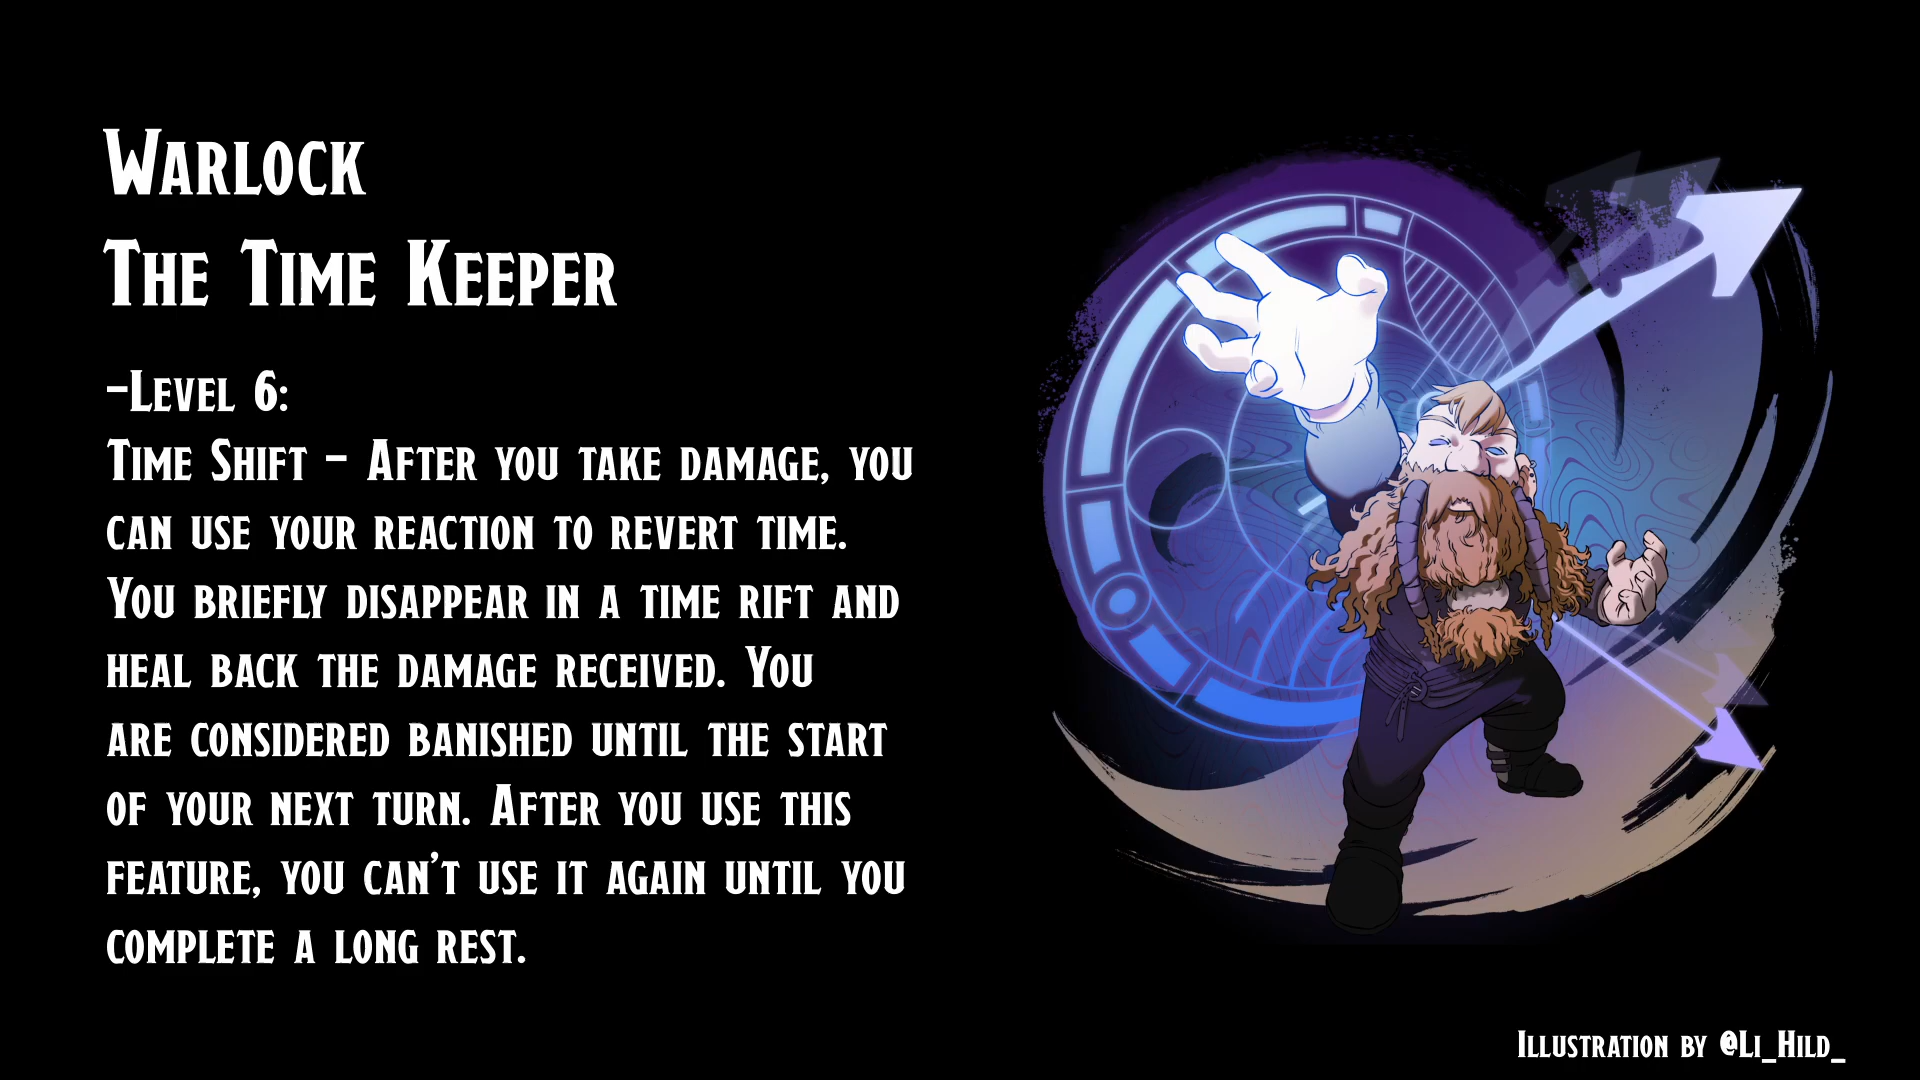 Warlock
The Time Keeper
-Level 6:
Time Shift - After you take damage, you
can use your reaction to revert time.
You briefly disappear in a time rift and
heal back the damage received. You
are considered banished until the start
of your next turn. After you use this
feature, you can't use it again until you
complete a long rest.
Illustration by @Li_Hild_